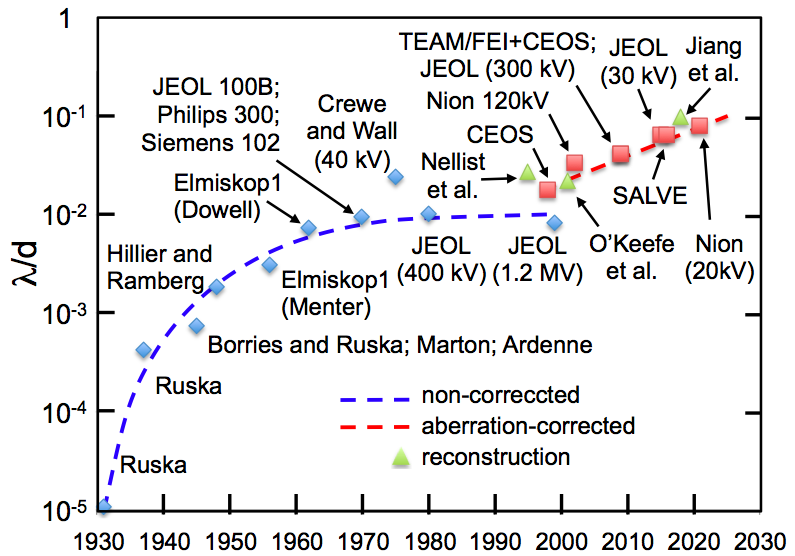 1
10-1
10-2
10-3
10-4
10-5
λ/d
1930 1940 1950 1960 1970 1980 1990 2000 2010 2020 2030
TEAM/FEI+CEOS;
JEOL (300 kV)
Nion 120kV
CEOS
JEOL
(30 kV)
Jiang
et al.
JEOL 100B;
Philips 300;
Siemens 102
Crewe
and Wall
(40 kV)
Nellist
et al.
Elmiskop1
(Dowell)
SALVE
Hillier and
Ramberg
Elmiskop1
(Menter)
JEOL
(400 kV)
JEOL
(1.2 MV)
O'Keefe
et al.
Nion
(20kV)
Borries and Ruska; Marton; Ardenne
Ruska
Ruska
non-correccted
aberration-corrected
reconstruction